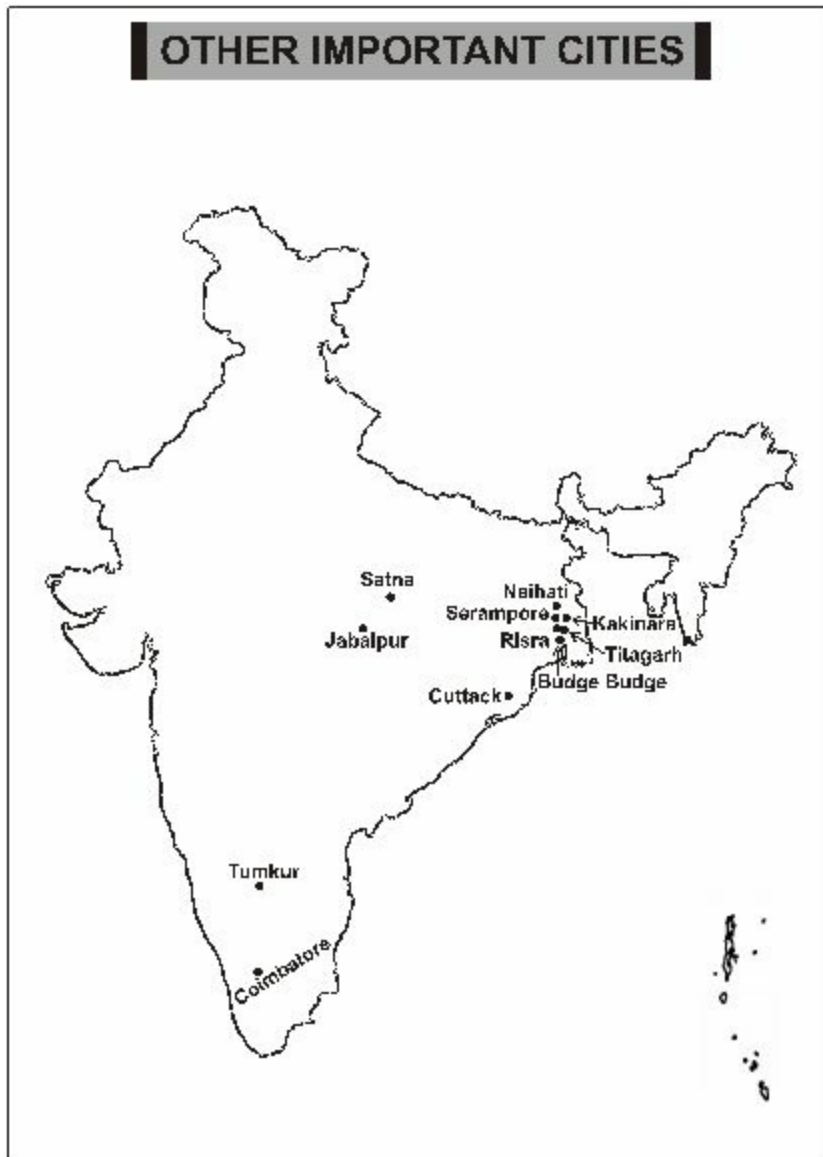 OTHER IMPORTANT CITIES
Satna
Naihati
Serampore
Kakinara
Jabalpur
Risra
Titagarh
Budge Budge
Cuttack
Tumkur
Coimbatore